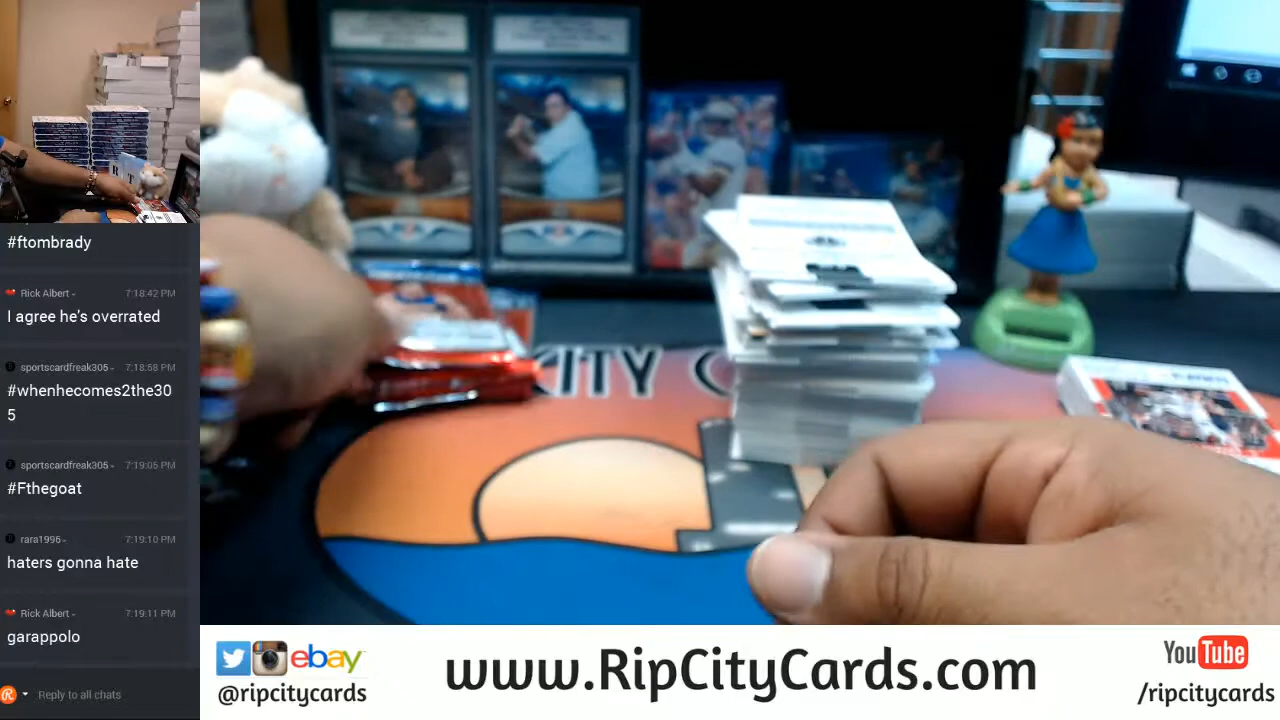 #ftombrady
Rick Albert -
7:18:42 PM
I agree he's overrated
sportscardfreak305 -
7:18:58 PM
#whenhecomes2the30
5
sportscardfreak305 -
7:19:05 PM
#Fthegoat
rara1996 -
7:19:10 PM
haters gonna hate
Rick Albert -
7:19:11 PM
garappolo
Reply to all chats
CITY C
ebay
@ripcitycards
www.RipCityCards.com
YouTube
/ripcitycards